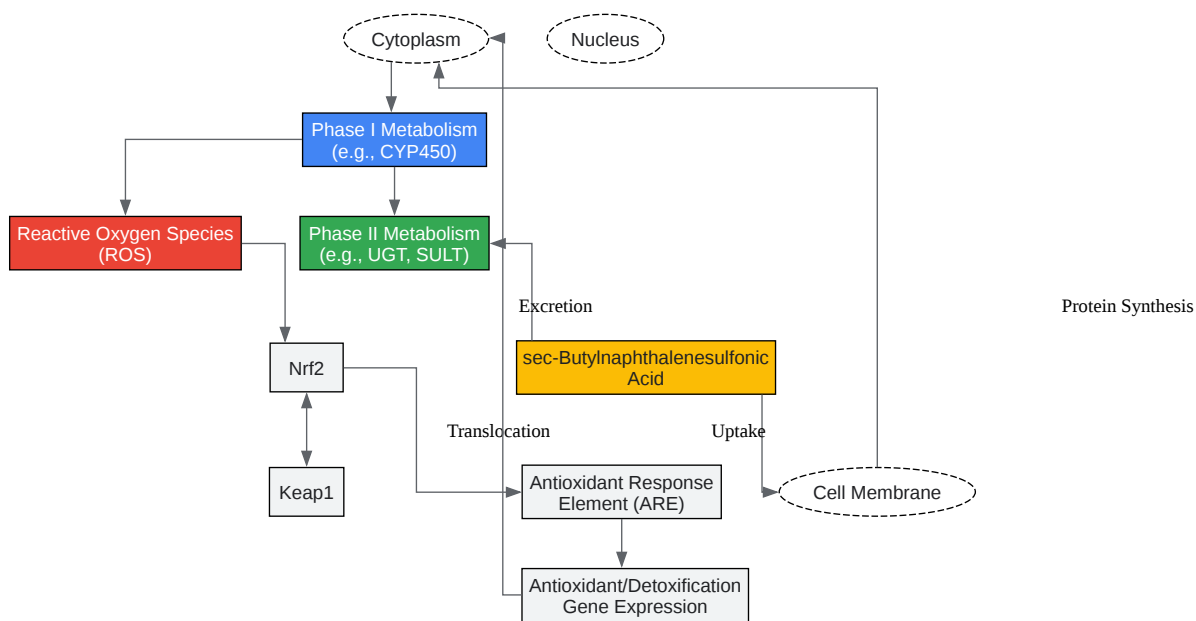 Cytoplasm
Nucleus
Phase I Metabolism
(e.g., CYP450)
Reactive Oxygen Species
(ROS)
Phase II Metabolism
(e.g., UGT, SULT)
Excretion
Protein Synthesis
sec-Butylnaphthalenesulfonic
Acid
Nrf2
Translocation
Uptake
Keap1
Antioxidant Response
Element (ARE)
Cell Membrane
Antioxidant/Detoxification
Gene Expression